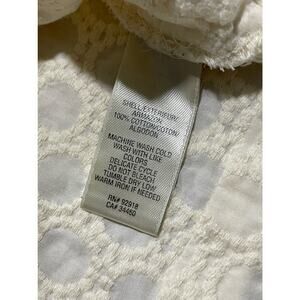 SHELL/EXTERIEUR/
ARMAZON
100% COTTON/COTON/
ALGODON
MACHINE WASH COLD
WASH WITH LIKE
COLORS
DELICATE CYCLE
DO NOT BLEACH
TUMBLE DRY LOW
WARM IRON IF NEEDED
RN# 92918
CA# 34450